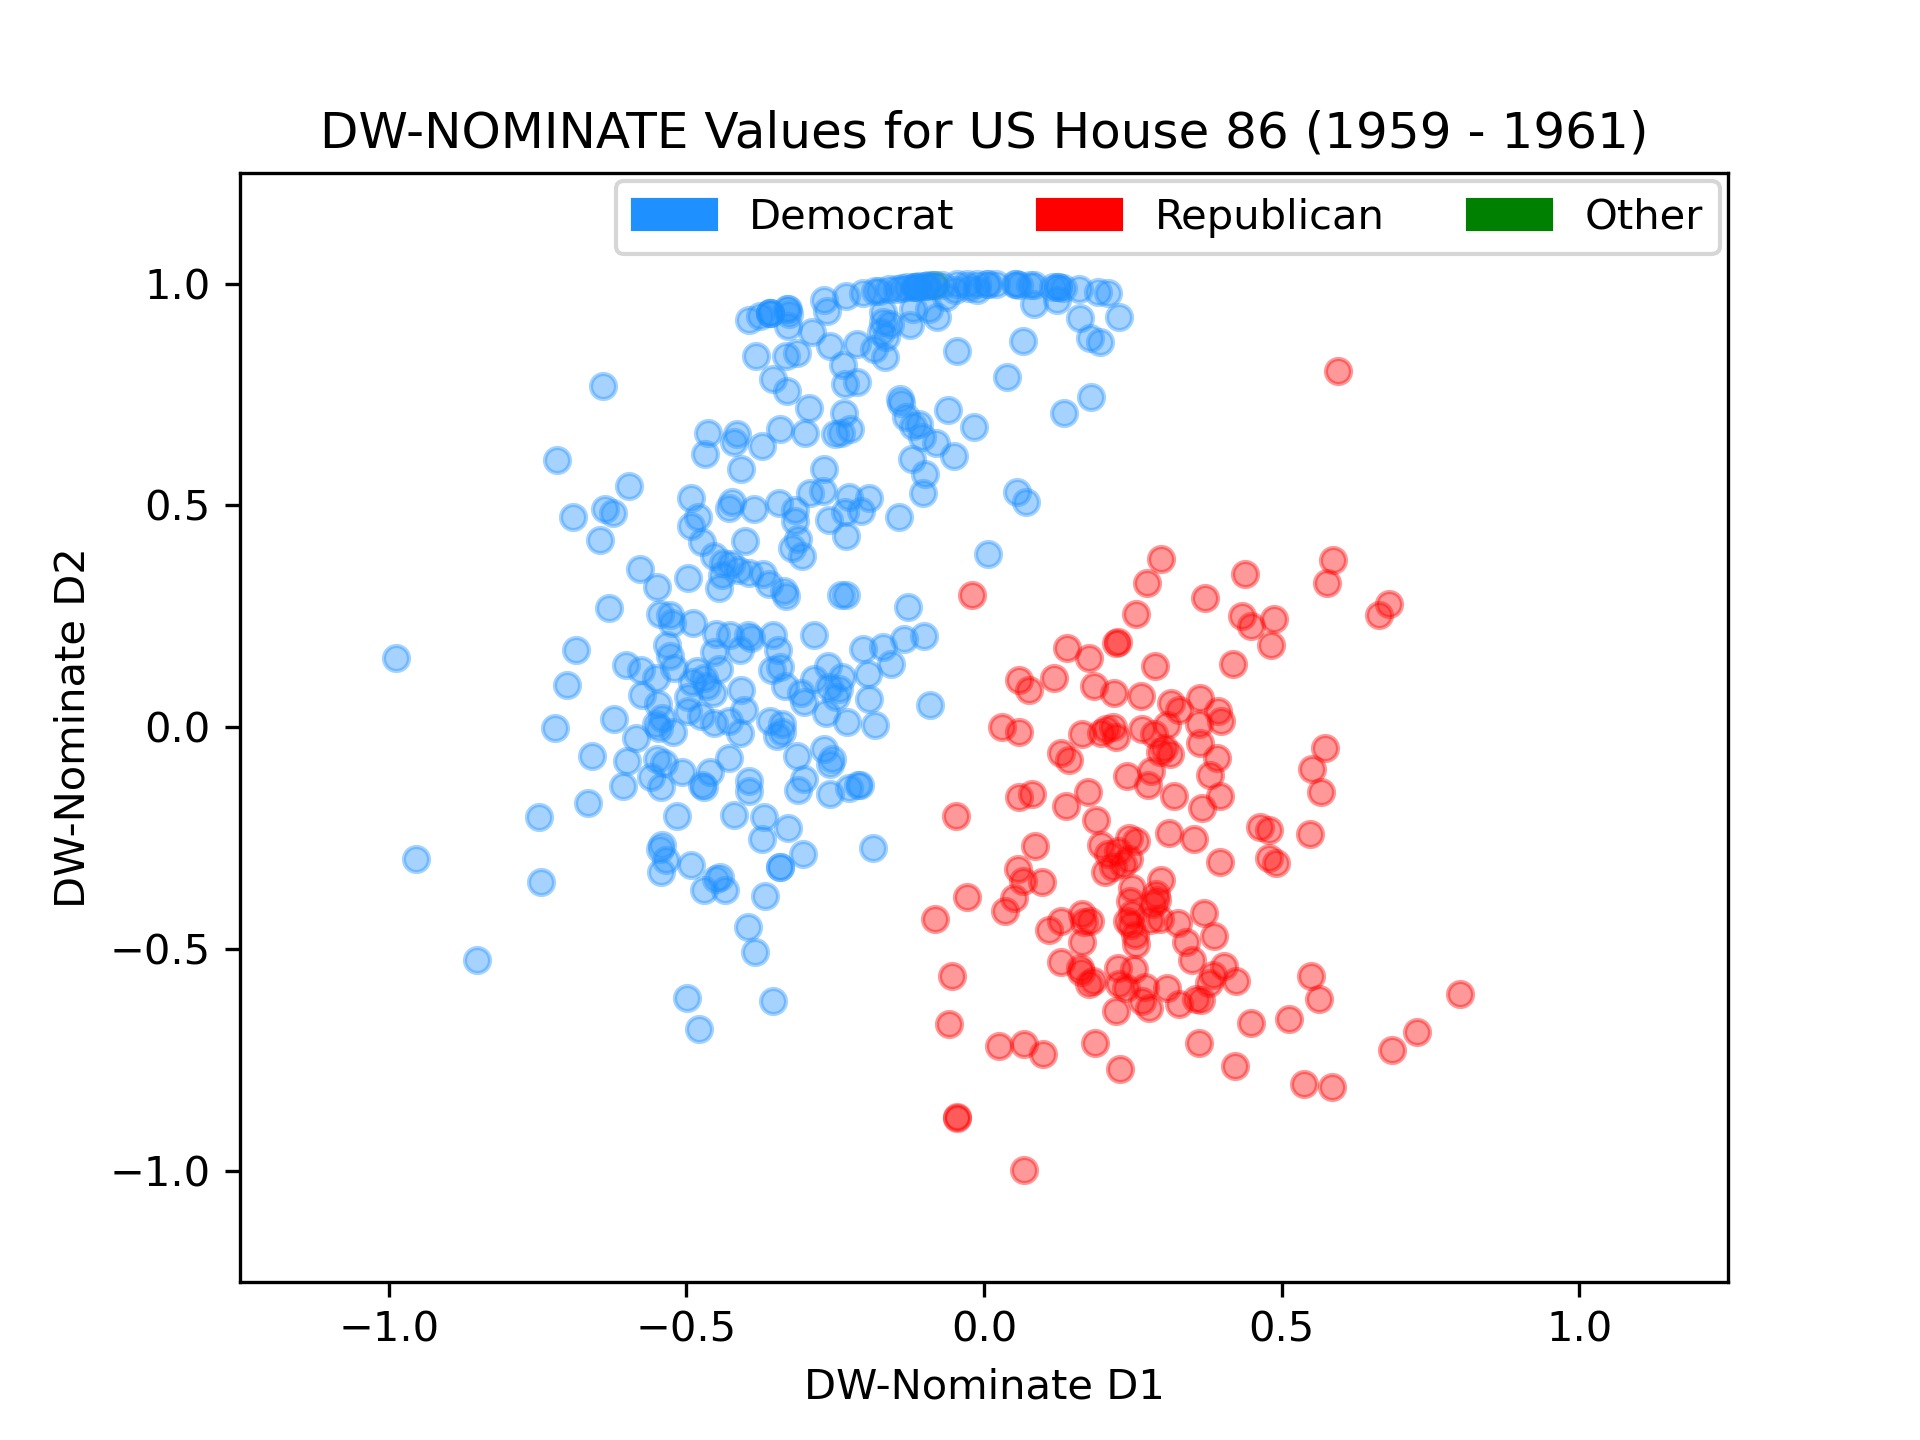 DW-NOMINATE Values for US House 86 (1959 - 1961)
Democrat Republican Other
1.0
0.5
0.0
−0.5
−1.0
DW-Nominate D2
−1.0 −0.5 0.0 0.5 1.0
DW-Nominate D1